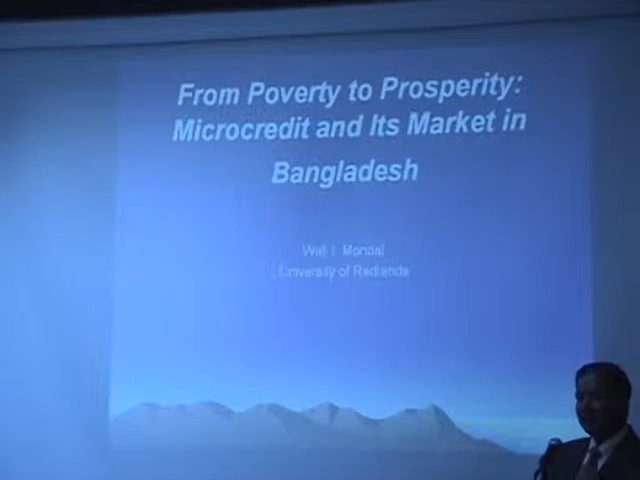 From Poverty to Prosperity:
Microcredit and Its Market in
Bangladesh
Wali I. Mondal
University of Redlands